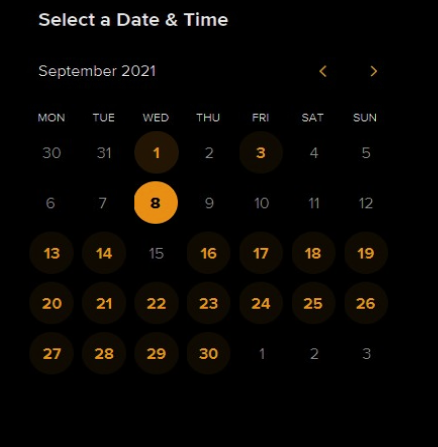 Select a Date & Time
September 2021
MON TUE WED THU FRI SAT SUN
30 31 1 2 3 4 5
6 7 8 9 10 11 12
13 14 15 16 17 18 19
20 21 22 23 24 25 26
27 28 29 30 1 2 3